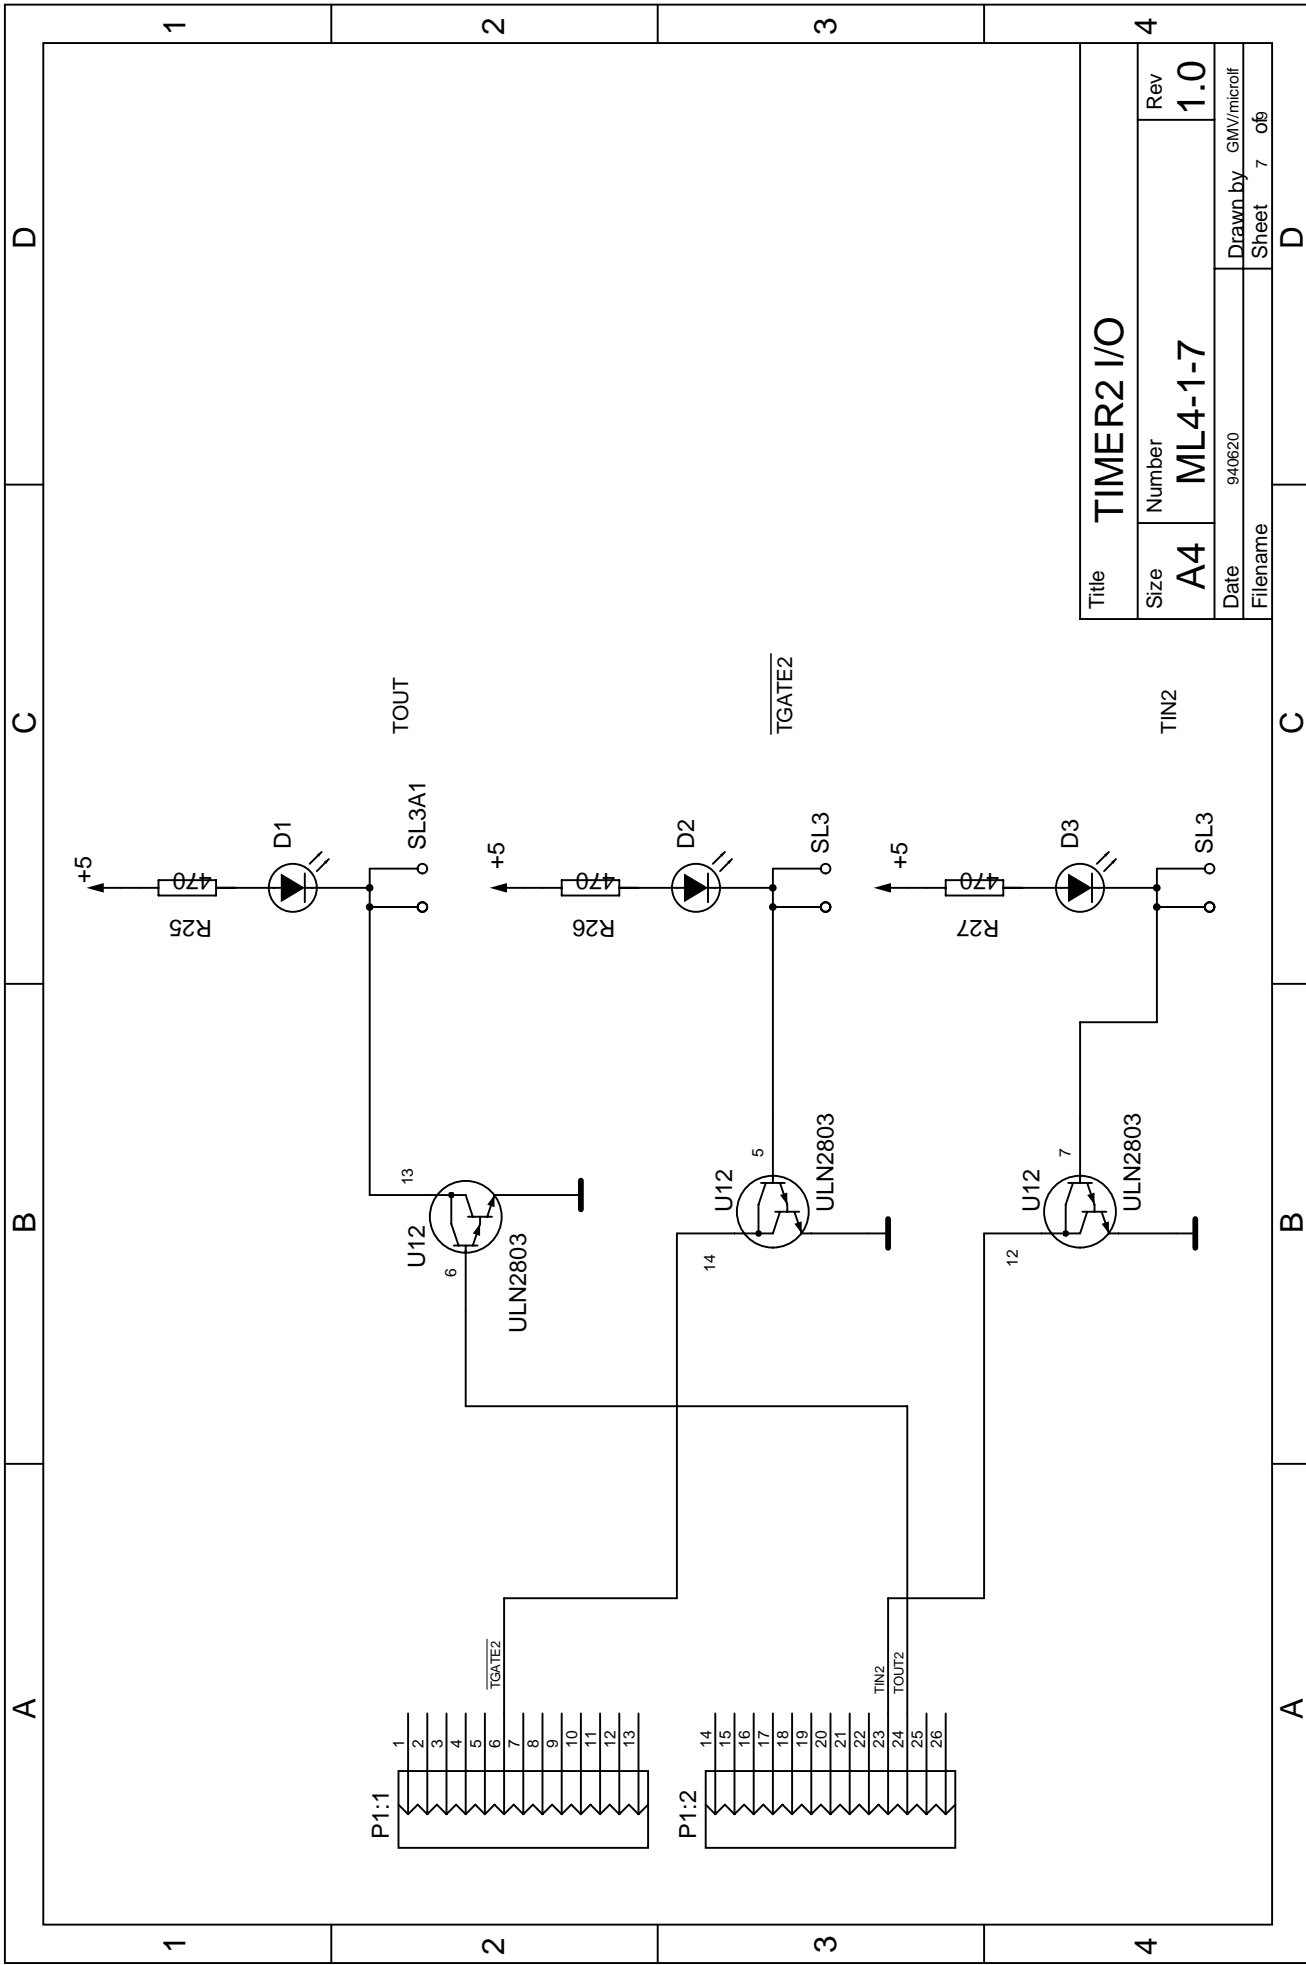 A
B
C
D
1
1
2
2
3
3
4
4
+5
R25
470
D1
SL3A1
TOUT
13
U12
6
ULN2803
+5
R26
470
D2
SL3
TGATE2
U12
14
5
ULN2803
+5
R27
470
D3
SL3
TIN2
U12
12
7
ULN2803
P1:1
1
2
3
4
5
6
7
8
9
10
11
12
13
TGATE2
P1:2
14
15
16
17
18
19
20
21
22
23
24
25
26
TIN2
TOUT2
Title TIMER2 I/O
Size Number Rev
A4 ML4-1-7 1.0
Date 940620 Drawn by GMV/microlf
Filename Sheet 7 of 9
A
B
C
D